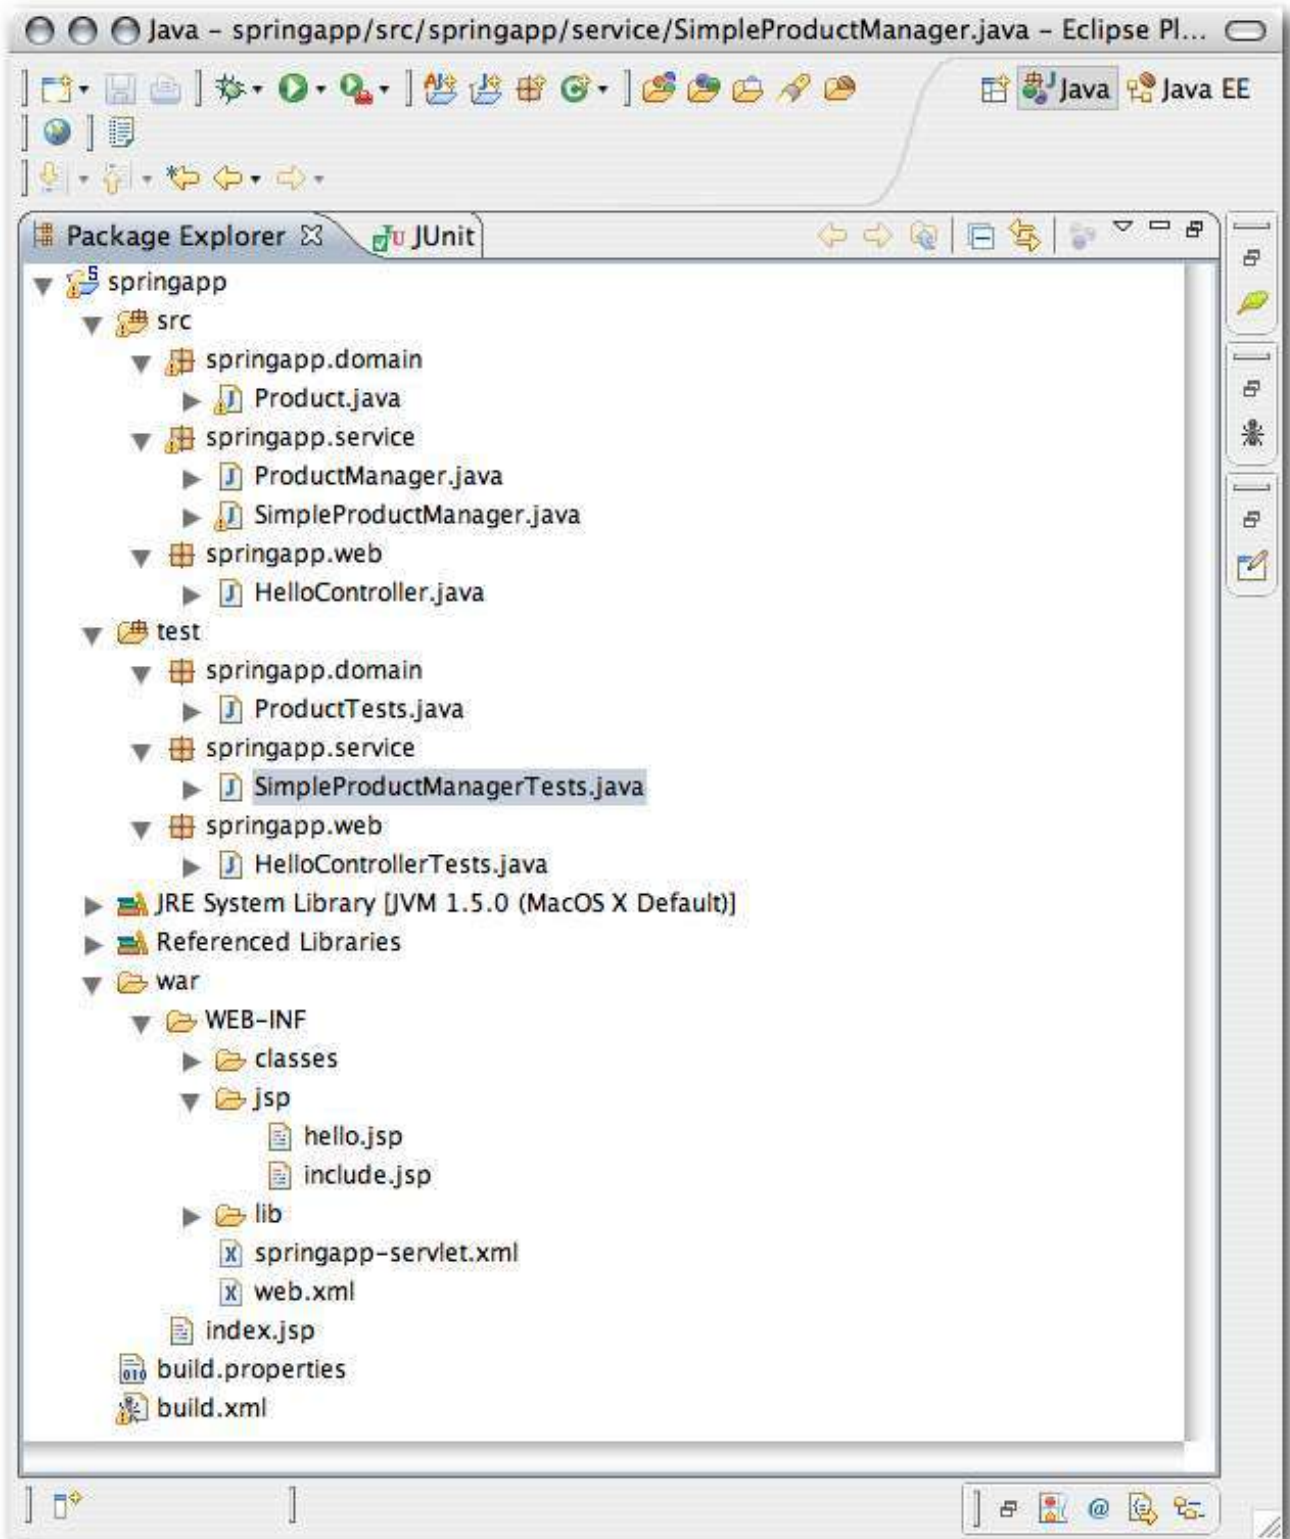 Java – springapp/src/springapp/service/SimpleProductManager.java – Eclipse Pl...
Java Java EE
Package Explorer JUnit
springapp
src
springapp.domain
Product.java
springapp.service
ProductManager.java
SimpleProductManager.java
springapp.web
HelloController.java
test
springapp.domain
ProductTests.java
springapp.service
SimpleProductManagerTests.java
springapp.web
HelloControllerTests.java
JRE System Library [JVM 1.5.0 (MacOS X Default)]
Referenced Libraries
war
WEB-INF
classes
jsp
hello.jsp
include.jsp
lib
springapp-servlet.xml
web.xml
index.jsp
build.properties
build.xml